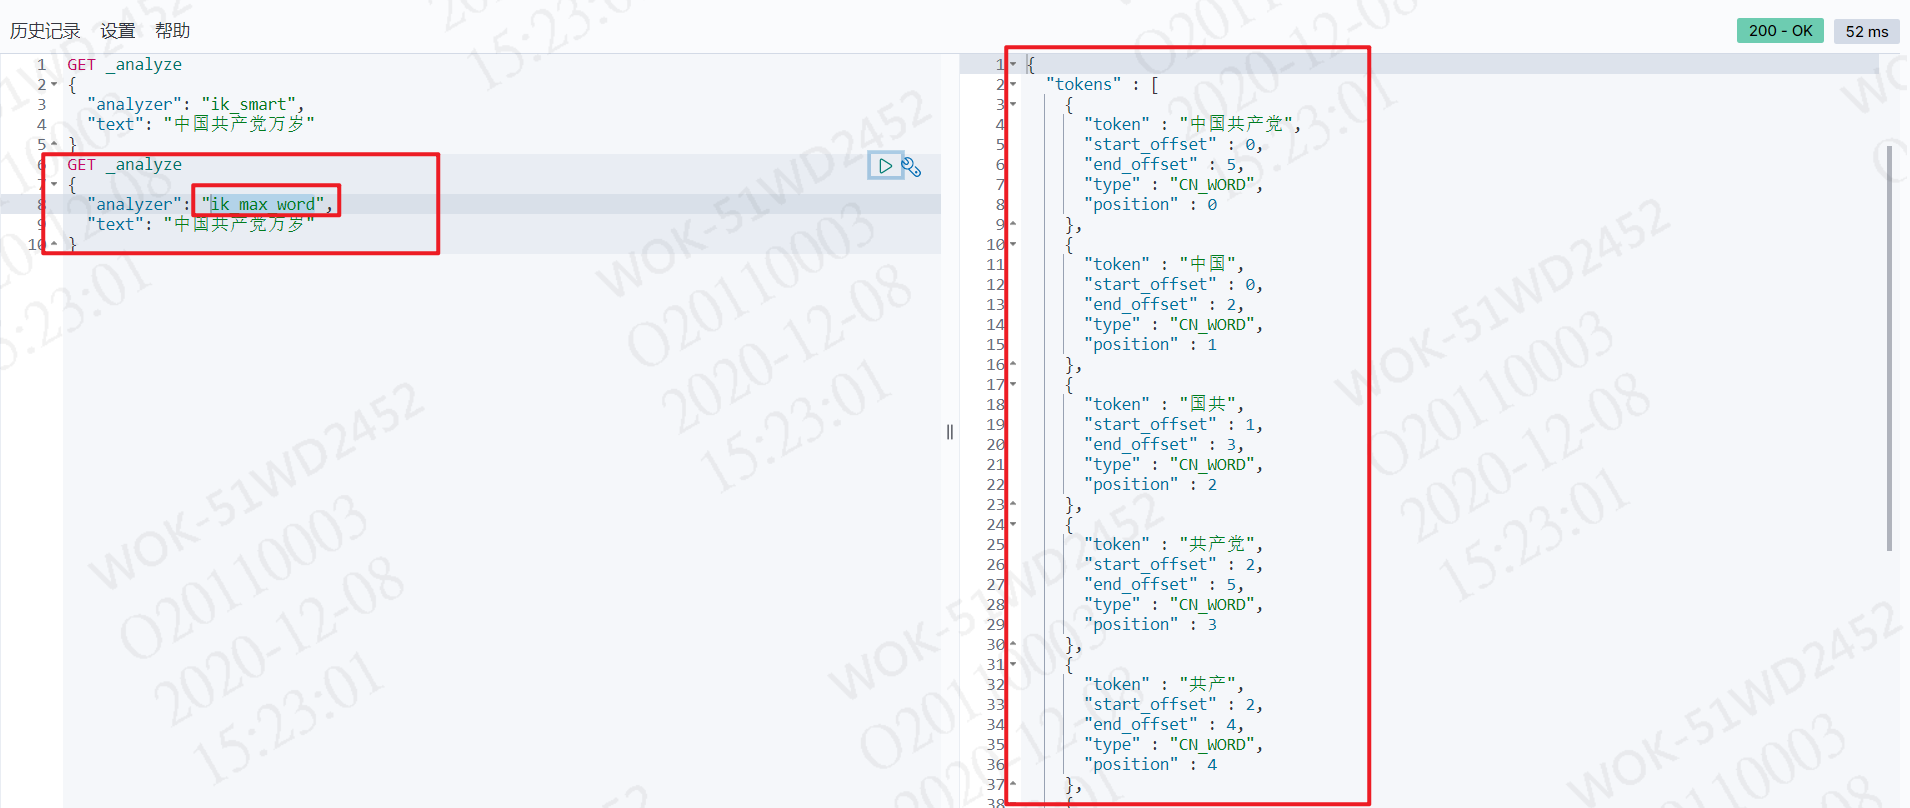 历史记录 设置 帮助
200 - OK
52 ms
1 GET _analyze
2 {
3 "analyzer": "ik_smart",
4 "text": "中国共产党万岁"
5 }
6 GET _analyze
7 {
8 "analyzer": "ik_max_word",
9 "text": "中国共产党万岁"
10 }
1 {
2 "tokens" : [
3 {
4 "token" : "中国共产党",
5 "start_offset" : 0,
6 "end_offset" : 5,
7 "type" : "CN_WORD",
8 "position" : 0
9 },
10 {
11 "token" : "中国",
12 "start_offset" : 0,
13 "end_offset" : 2,
14 "type" : "CN_WORD",
15 "position" : 1
16 },
17 {
18 "token" : "国共",
19 "start_offset" : 1,
20 "end_offset" : 3,
21 "type" : "CN_WORD",
22 "position" : 2
23 },
24 {
25 "token" : "共产党",
26 "start_offset" : 2,
27 "end_offset" : 5,
28 "type" : "CN_WORD",
29 "position" : 3
30 },
31 {
32 "token" : "共产",
33 "start_offset" : 2,
34 "end_offset" : 4,
35 "type" : "CN_WORD",
36 "position" : 4
37 },
38 {
WOK-51WD2452
O20110003
2020-12-08
15:23:01